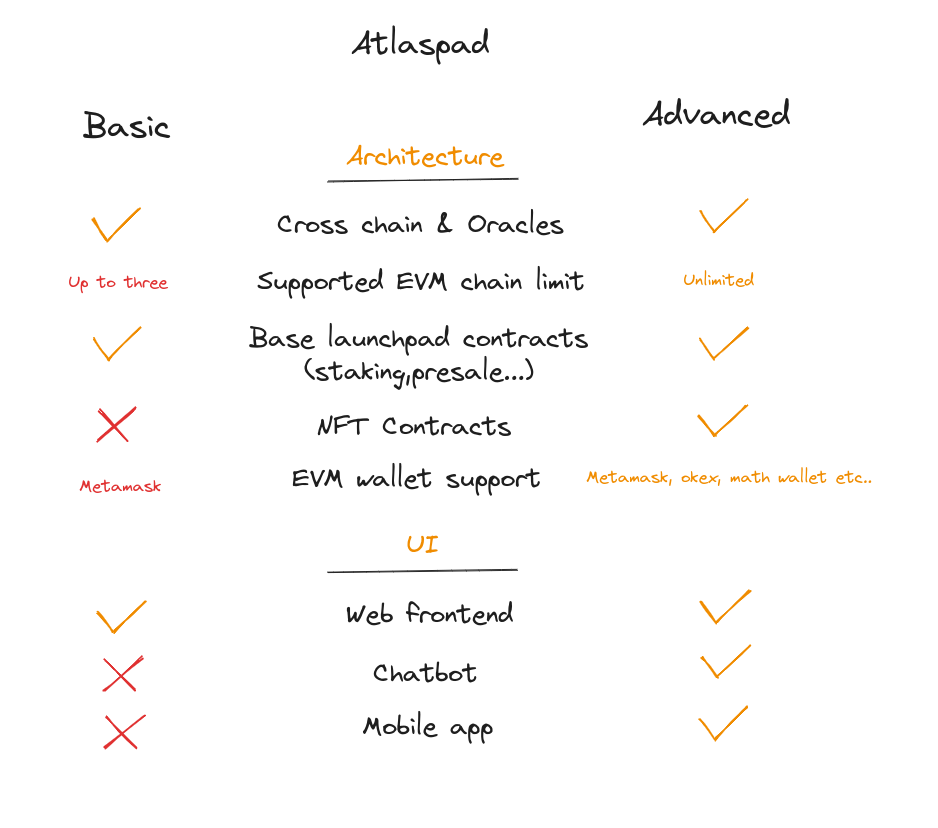 Atlaspad
Basic
Advanced
Architecture
Cross chain & Oracles
Up to three
Supported EVM chain limit
Unlimited
Base launchpad contracts
(staking,presale...)
NFT Contracts
Metamask
EVM wallet support
Metamask, okex, math wallet etc..
UI
Web frontend
Chatbot
Mobile app